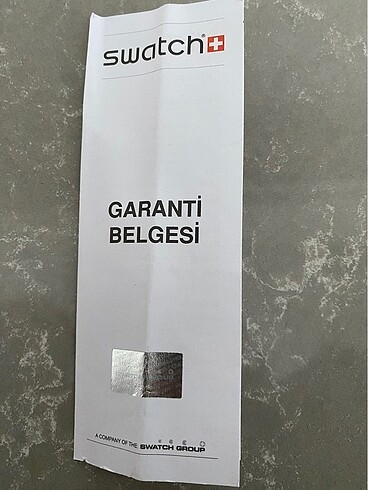 swatch
GARANTİ
BELGESİ
A COMPANY OF THE SWATCH GROUP